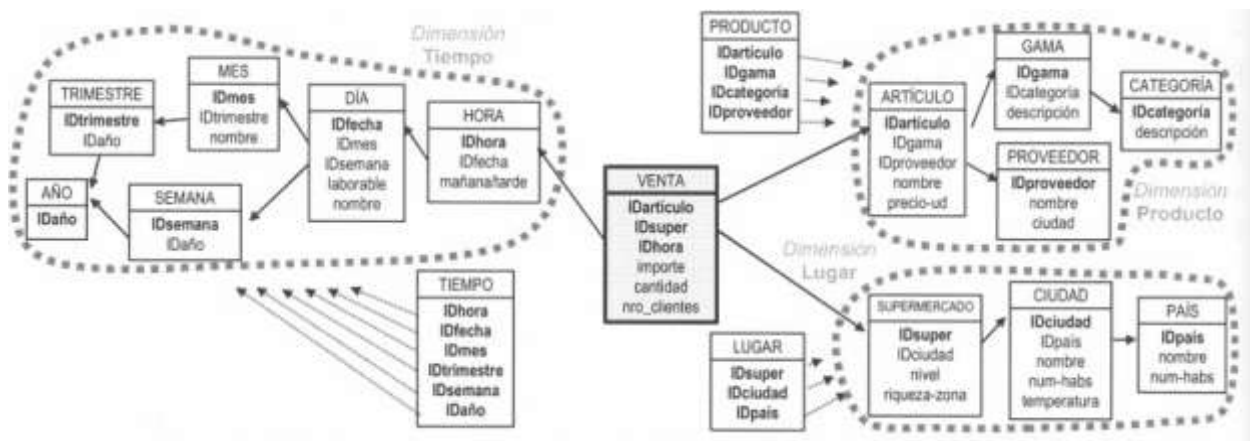 Dimensión
Tiempo
TRIMESTRE
IDtrimestre
IDaño
MES
IDmes
IDtrimestre
nombre
DÍA
IDfecha
IDmes
IDsemana
laborable
nombre
HORA
IDhora
IDfecha
mañana/tarde
AÑO
IDaño
SEMANA
IDsemana
IDaño
TIEMPO
IDhora
IDfecha
IDmes
IDtrimestre
IDsemana
IDaño
VENTA
IDartículo
IDsuper
IDhora
importe
cantidad
nro_clientes
PRODUCTO
IDartículo
IDgama
IDcategoría
IDproveedor
ARTÍCULO
IDartículo
IDgama
IDproveedor
nombre
precio-ud
GAMA
IDgama
IDcategoría
descripción
CATEGORÍA
IDcategoría
descripción
PROVEEDOR
IDproveedor
nombre
ciudad
Dimensión
Producto
Dimensión
Lugar
LUGAR
IDsuper
IDciudad
IDpaís
SUPERMERCADO
IDsuper
IDciudad
nivel
riqueza-zona
CIUDAD
IDciudad
IDpaís
nombre
num-habs
temperatura
PAÍS
IDpaís
nombre
num-habs